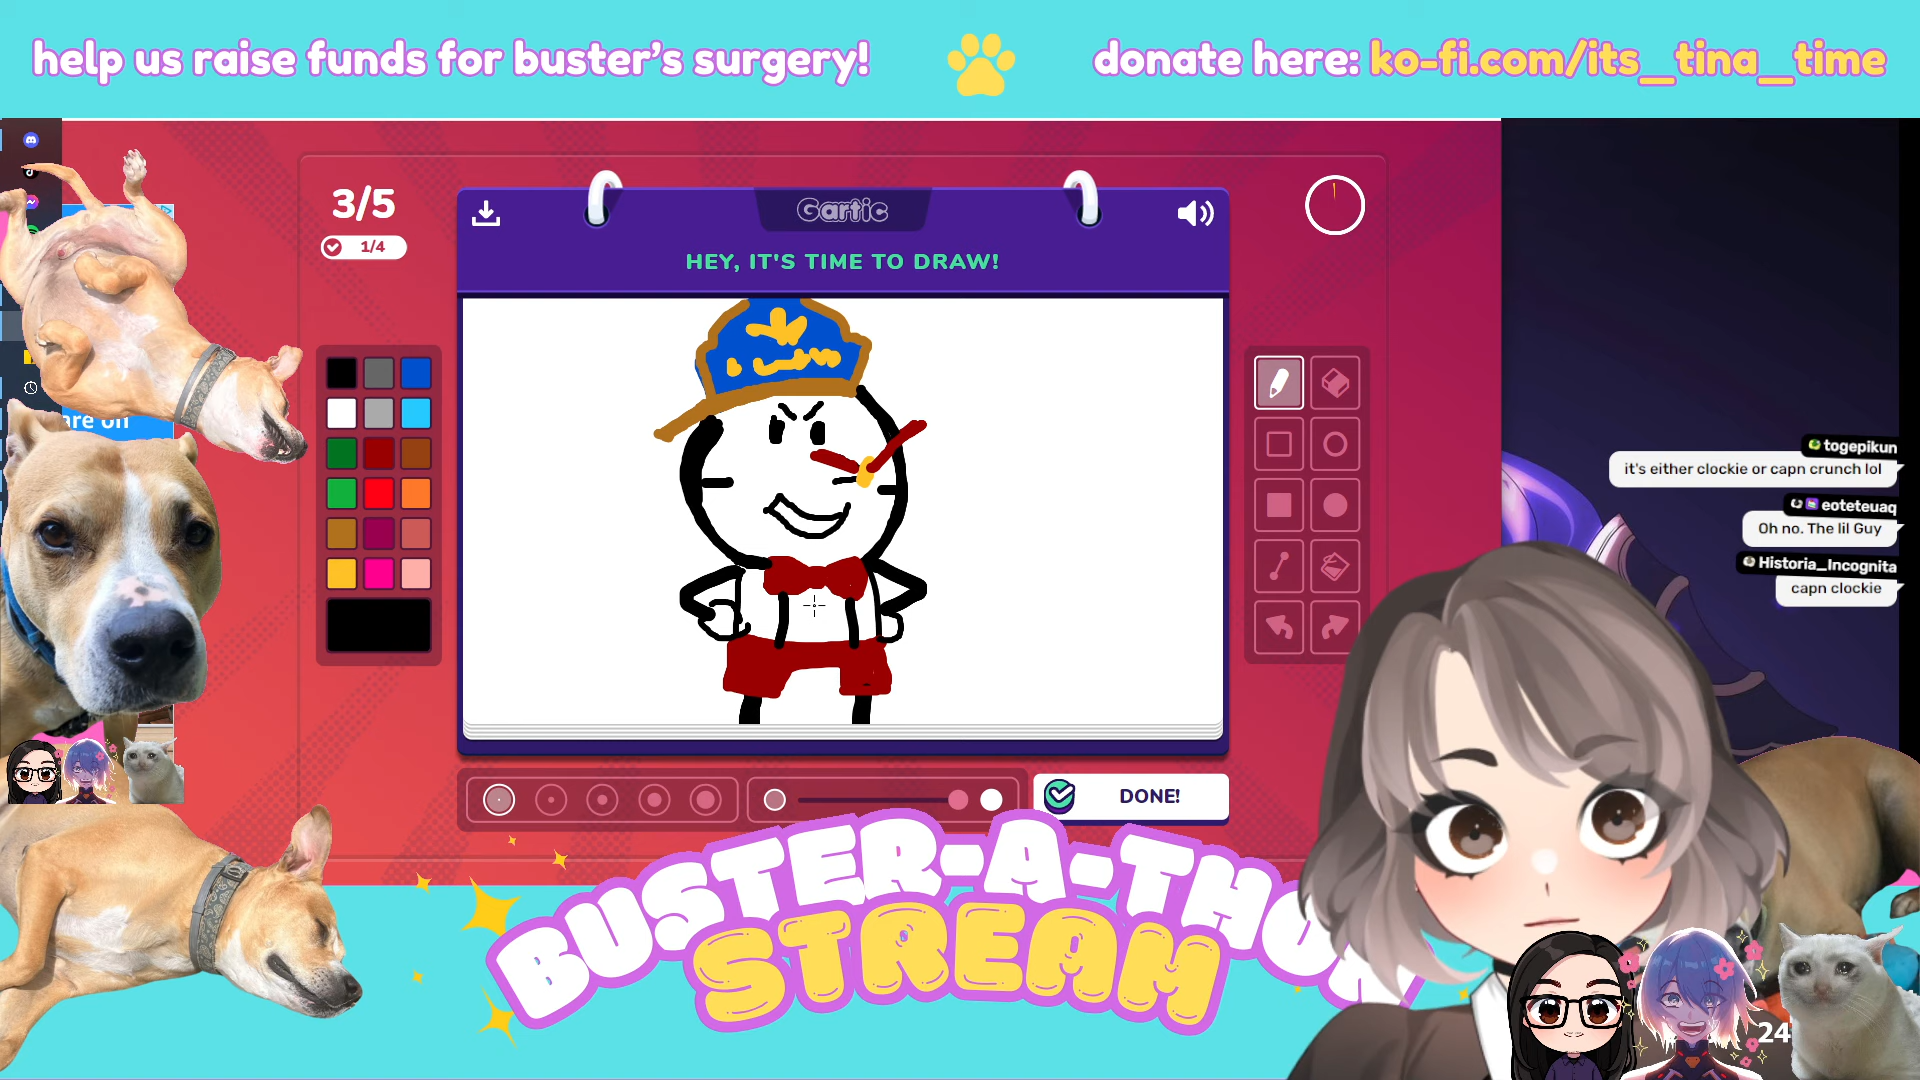 help us raise funds for buster's surgery!
donate here: ko-fi.com/its_tina_time
3/5
1/4
Gartic
HEY, IT'S TIME TO DRAW!
are on
togepikun
it's either clockie or capn crunch lol
eoteteuaq
Oh no. The lil Guy
Historia_Incognita
capn clockie
DONE!
BUSTER-A-THON
STREAM
24